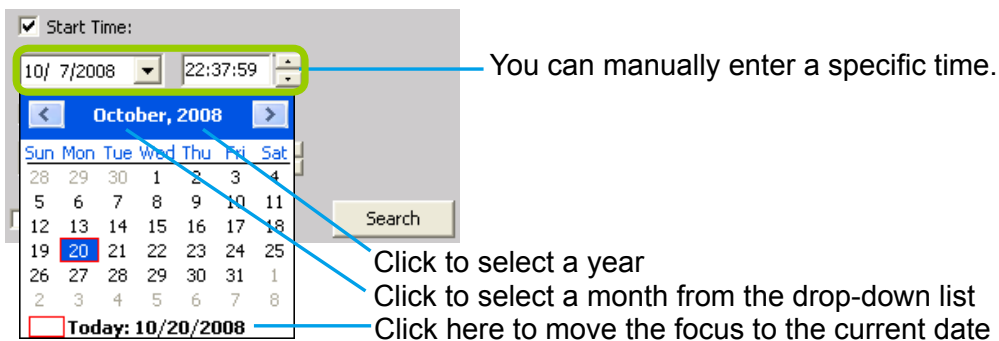 Start Time:
10/ 7/2008 22:37:59
You can manually enter a specific time.
October, 2008
Sun Mon Tue Wed Thu Fri Sat
28 29 30 1 2 3 4
5 6 7 8 9 10 11
12 13 14 15 16 17 18
Search
19 20 21 22 23 24 25
Click to select a year
26 27 28 29 30 31 1
Click to select a month from the drop-down list
2 3 4 5 6 7 8
Today: 10/20/2008
Click here to move the focus to the current date